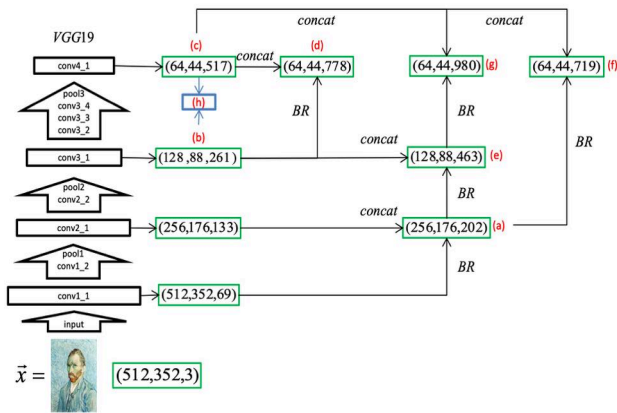 concat concat
VGG19 (c) concat (d)
conv4_1 (64,44,517) (64,44,778) (64,44,980) (g) (64,44,719) (f)
pool3
conv3_4
conv3_3
conv3_2
(h) BR BR
(b) concat BR
conv3_1 (128 ,88 ,261) (128,88,463) (e)
pool2
conv2_2
BR
concat
conv2_1 (256,176,133) (256,176,202) (a)
pool1
conv1_2
BR
conv1_1 (512,352,69)
input
x⃗ = (512,352,3)